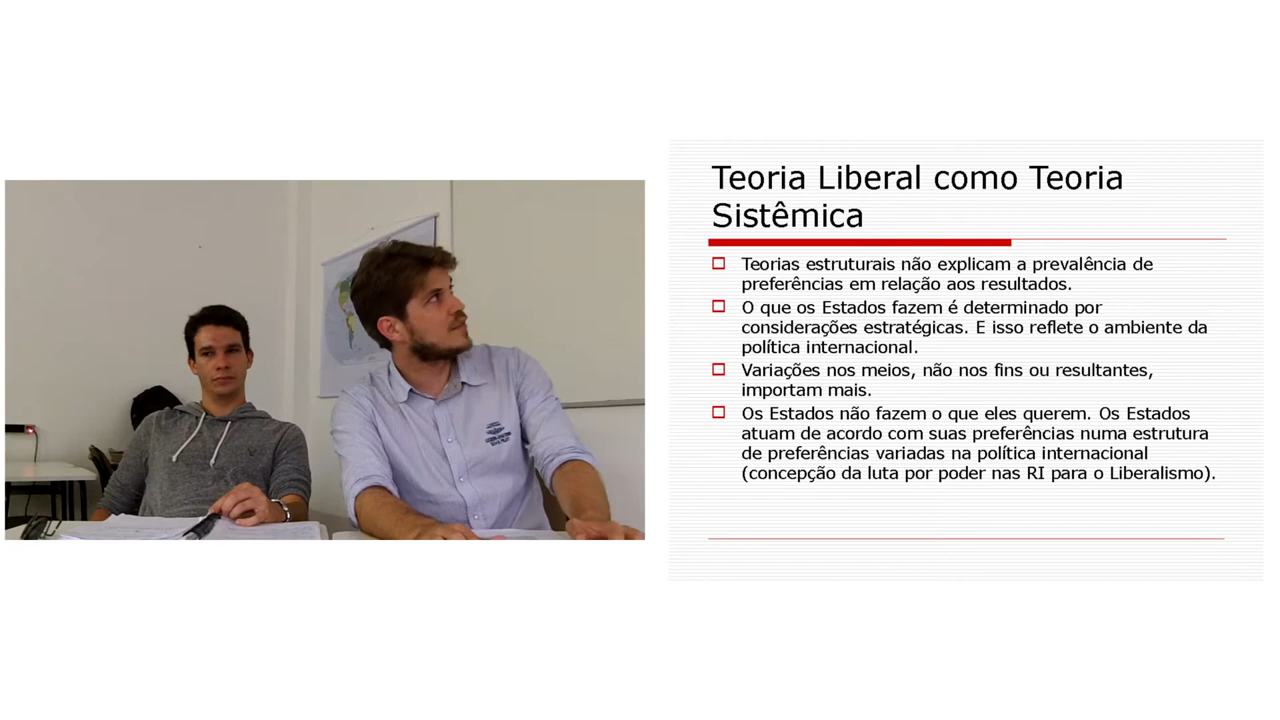 Teoria Liberal como Teoria
Sistêmica
Teorias estruturais não explicam a prevalência de
preferências em relação aos resultados.
O que os Estados fazem é determinado por
considerações estratégicas. E isso reflete o ambiente da
política internacional.
Variações nos meios, não nos fins ou resultantes,
importam mais.
Os Estados não fazem o que eles querem. Os Estados
atuam de acordo com suas preferências numa estrutura
de preferências variadas na política internacional
(concepção da luta por poder nas RI para o Liberalismo).